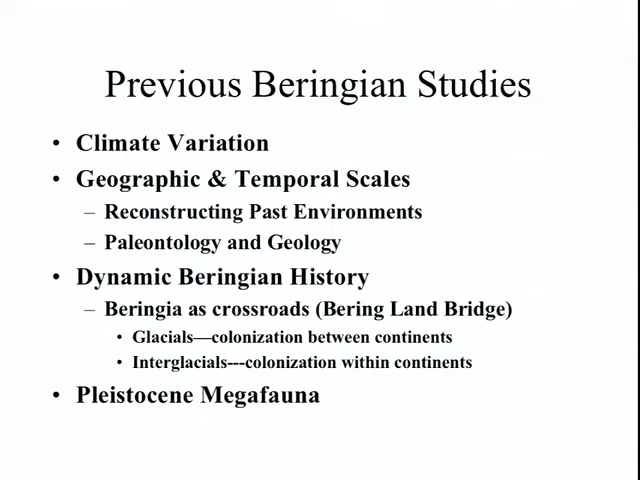 Previous Beringian Studies
• Climate Variation
• Geographic & Temporal Scales
– Reconstructing Past Environments
– Paleontology and Geology
• Dynamic Beringian History
– Beringia as crossroads (Bering Land Bridge)
• Glacials—colonization between continents
• Interglacials---colonization within continents
• Pleistocene Megafauna